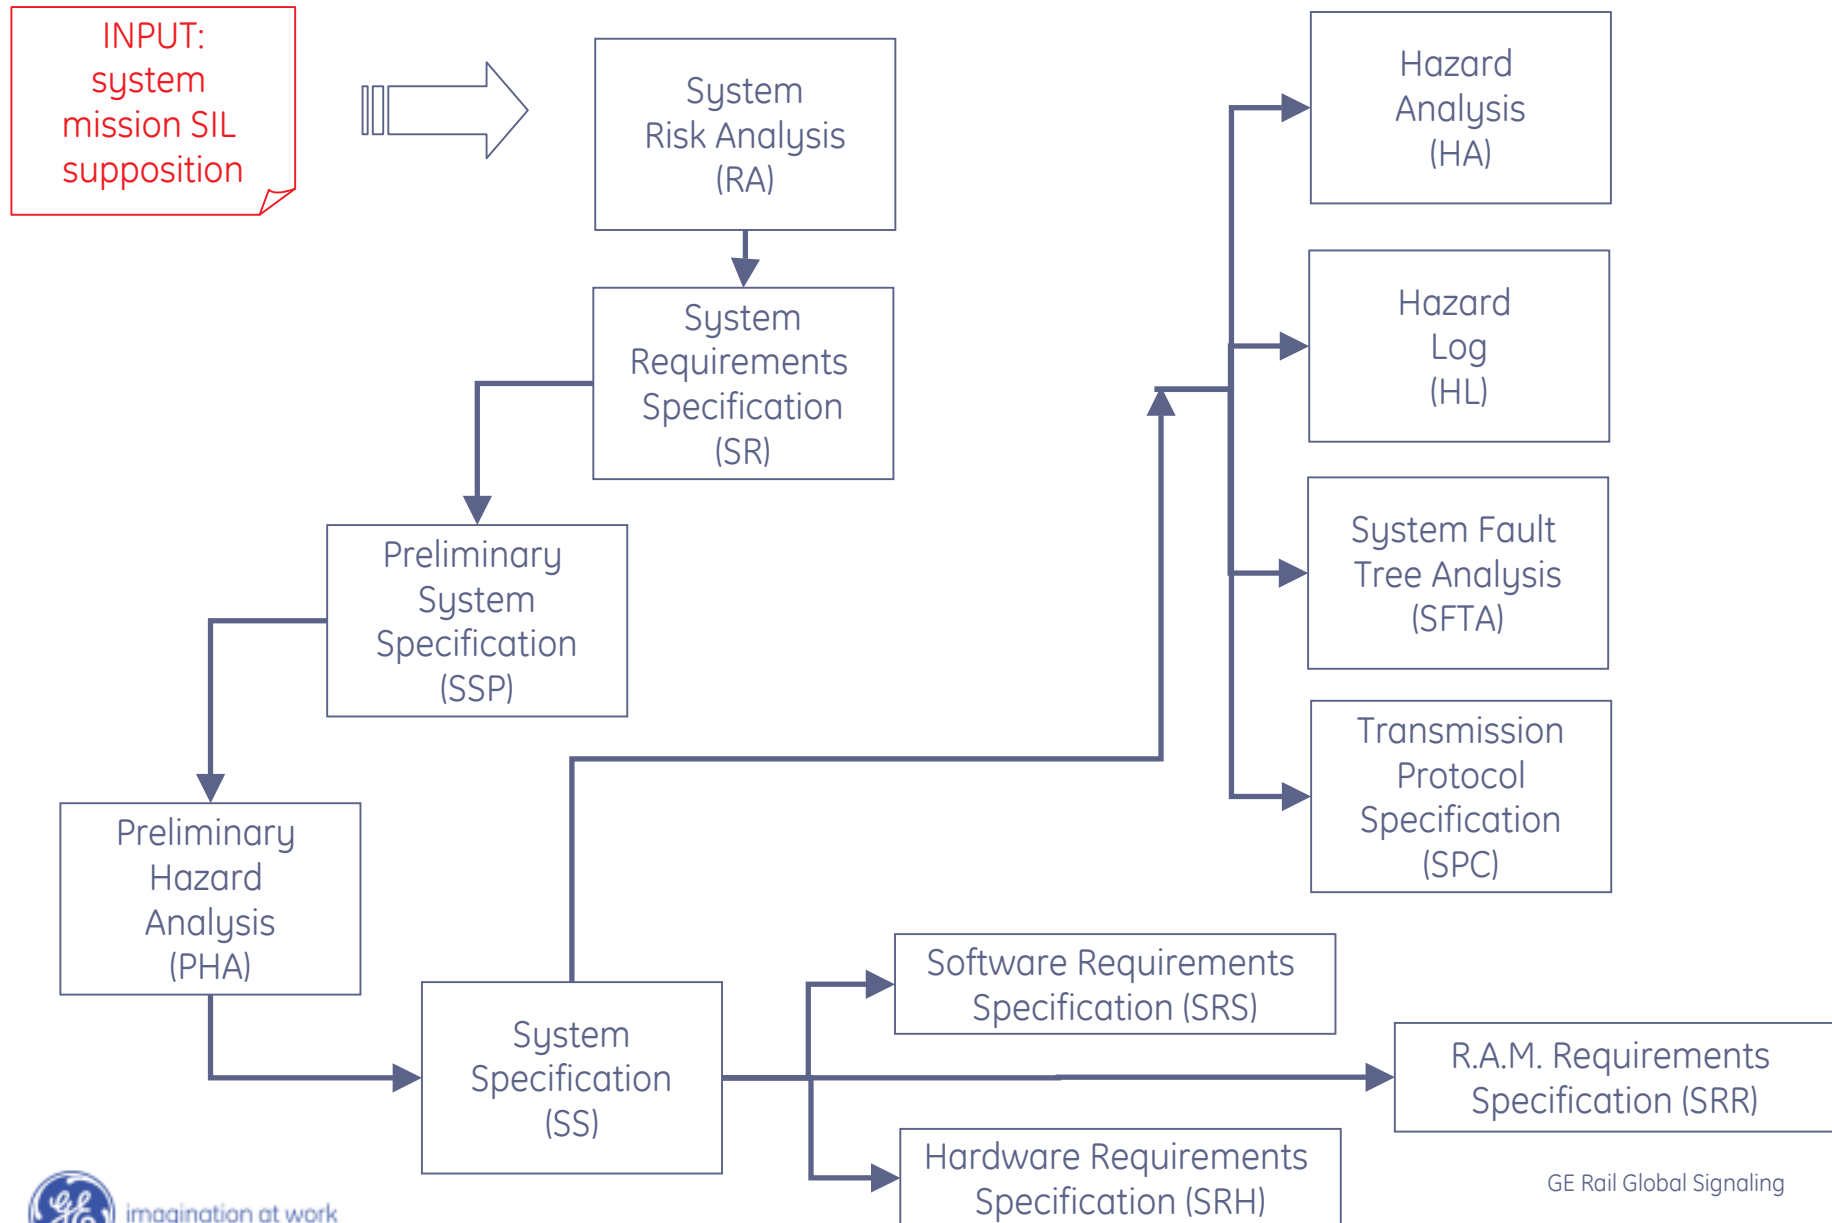 INPUT:
system
mission SIL
supposition
System
Risk Analysis
(RA)
System
Requirements
Specification
(SR)
Preliminary
System
Specification
(SSP)
Preliminary
Hazard
Analysis
(PHA)
System
Specification
(SS)
Hazard
Analysis
(HA)
Hazard
Log
(HL)
System Fault
Tree Analysis
(SFTA)
Transmission
Protocol
Specification
(SPC)
Software Requirements
Specification (SRS)
R.A.M. Requirements
Specification (SRR)
Hardware Requirements
Specification (SRH)
GE
imagination at work
GE Rail Global Signaling